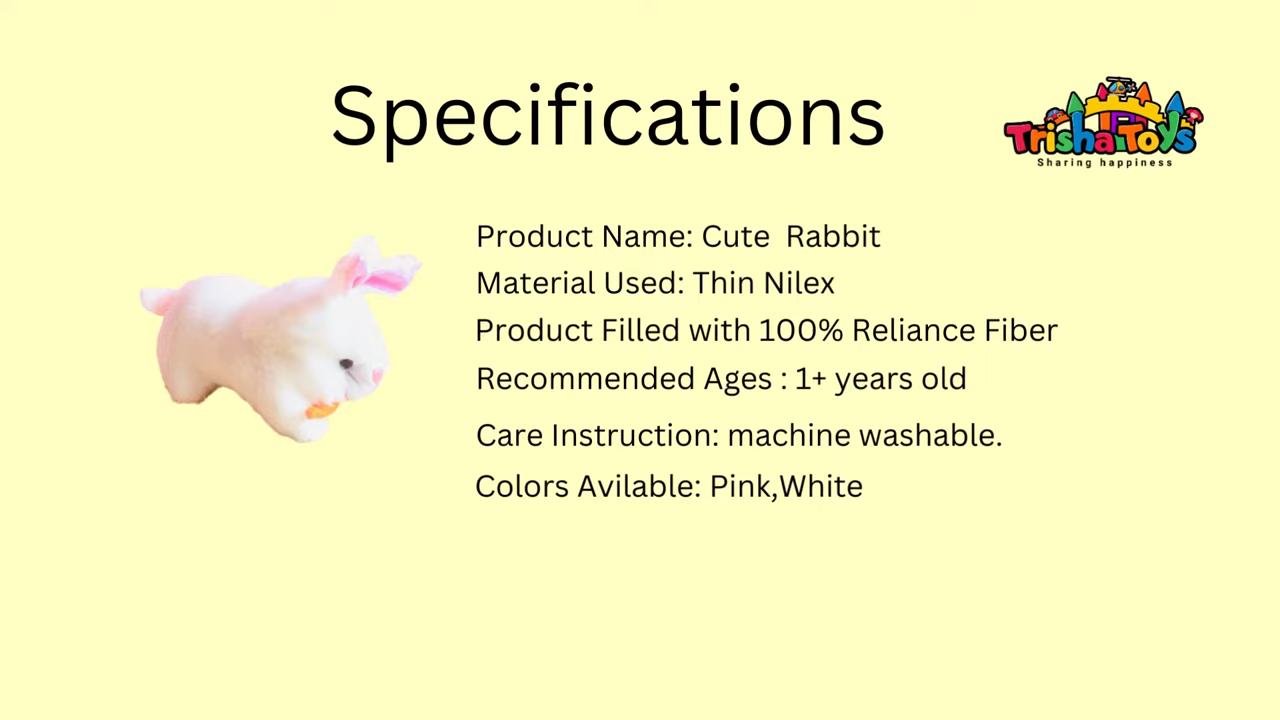 Specifications
Trisha Toys
Sharing happiness
Product Name: Cute  Rabbit
Material Used: Thin Nilex
Product Filled with 100% Reliance Fiber
Recommended Ages : 1+ years old
Care Instruction: machine washable.
Colors Avilable: Pink,White